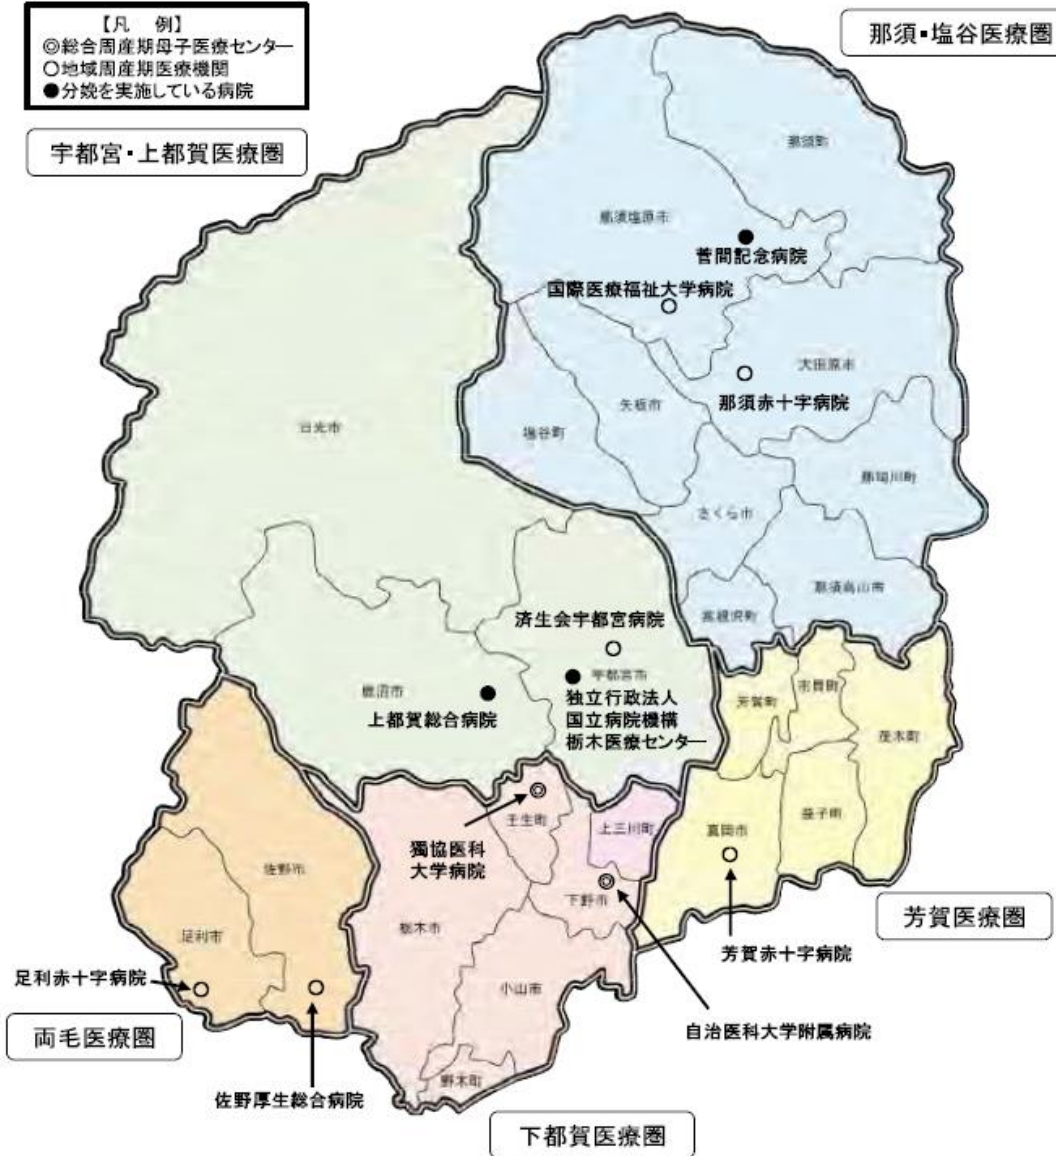 【凡　例】
◎総合周産期母子医療センター
○地域周産期医療機関
●分娩を実施している病院
那須・塩谷医療圏
宇都宮・上都賀医療圏
那須町
那須塩原市
菅間記念病院
国際医療福祉大学病院
大田原市
那須赤十字病院
矢板市
塩谷町
日光市
那珂川町
さくら市
那須烏山市
高根沢町
済生会宇都宮病院
宇都宮市
鹿沼市
上都賀総合病院
独立行政法人
国立病院機構
栃木医療センター
芳賀町
市貝町
茂木町
益子町
真岡市
壬生町
上三川町
獨協医科
大学病院
下野市
佐野市
栃木市
足利市
芳賀医療圏
芳賀赤十字病院
足利赤十字病院
小山市
自治医科大学附属病院
両毛医療圏
野木町
佐野厚生総合病院
下都賀医療圏